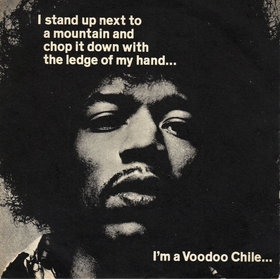 I stand up next to
a mountain and
chop it down with
the ledge of my hand...
I'm a Voodoo Chile...